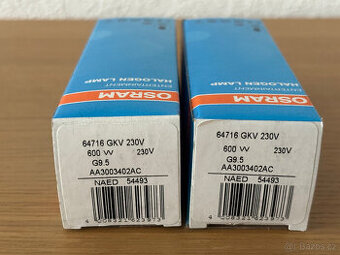 ENTERTAINMENT
HALOGEN LAMP
OSRAM
64716 GKV 230V
600 W 230V
G9.5
AA3003402AC
NAED 54493
ENTERTAINMENT
HALOGEN LAMP
OSRAM
64716 GKV 230V
600 W 230V
G9.5
AA3003402AC
NAED 54493